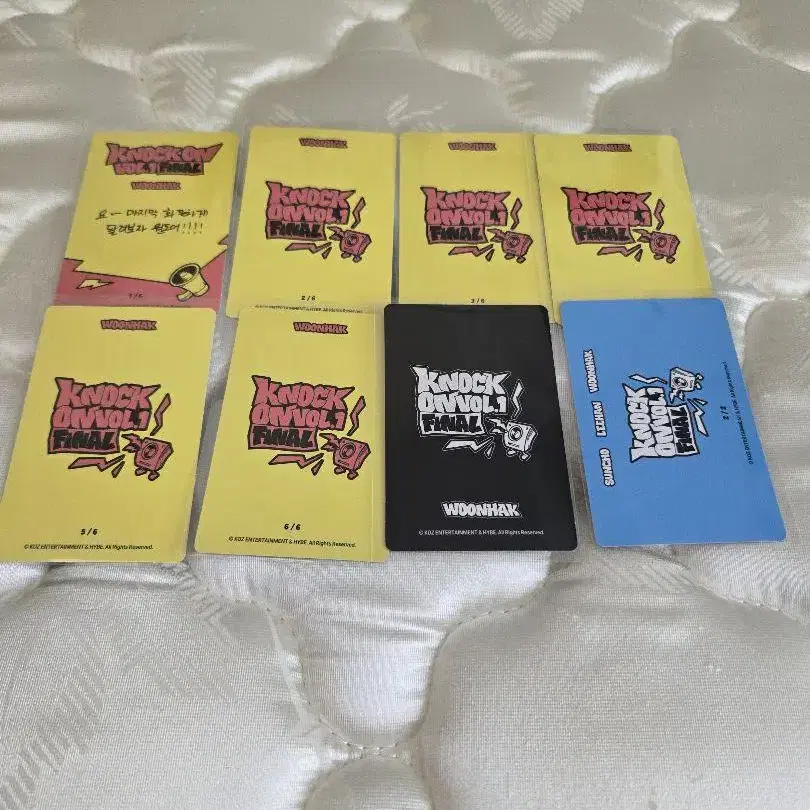 KNOCK ON
VOL.1 FINAL
WOONHAK
요~ 마지막 화끈하게
달려보자 원도어!!!!
1/6
WOONHAK
KNOCK
ON VOL.1
FINAL
2/6
WOONHAK
KNOCK
ON VOL.1
FINAL
3/6
WOONHAK
KNOCK
ON VOL.1
FINAL
WOONHAK
KNOCK
ON VOL.1
FINAL
5/6
© KOZ ENTERTAINMENT & HYBE. All Rights Reserved.
WOONHAK
KNOCK
ON VOL.1
FINAL
6/6
© KOZ ENTERTAINMENT & HYBE. All Rights Reserved.
KNOCK
ON VOL.1
FINAL
WOONHAK
© KOZ ENTERTAINMENT & HYBE. All Rights Reserved.
SUNGHO LEEHAN WOONHAK
KNOCK
ON VOL.1
FINAL
2/2
© KOZ ENTERTAINMENT & HYBE. All Rights Reserved.